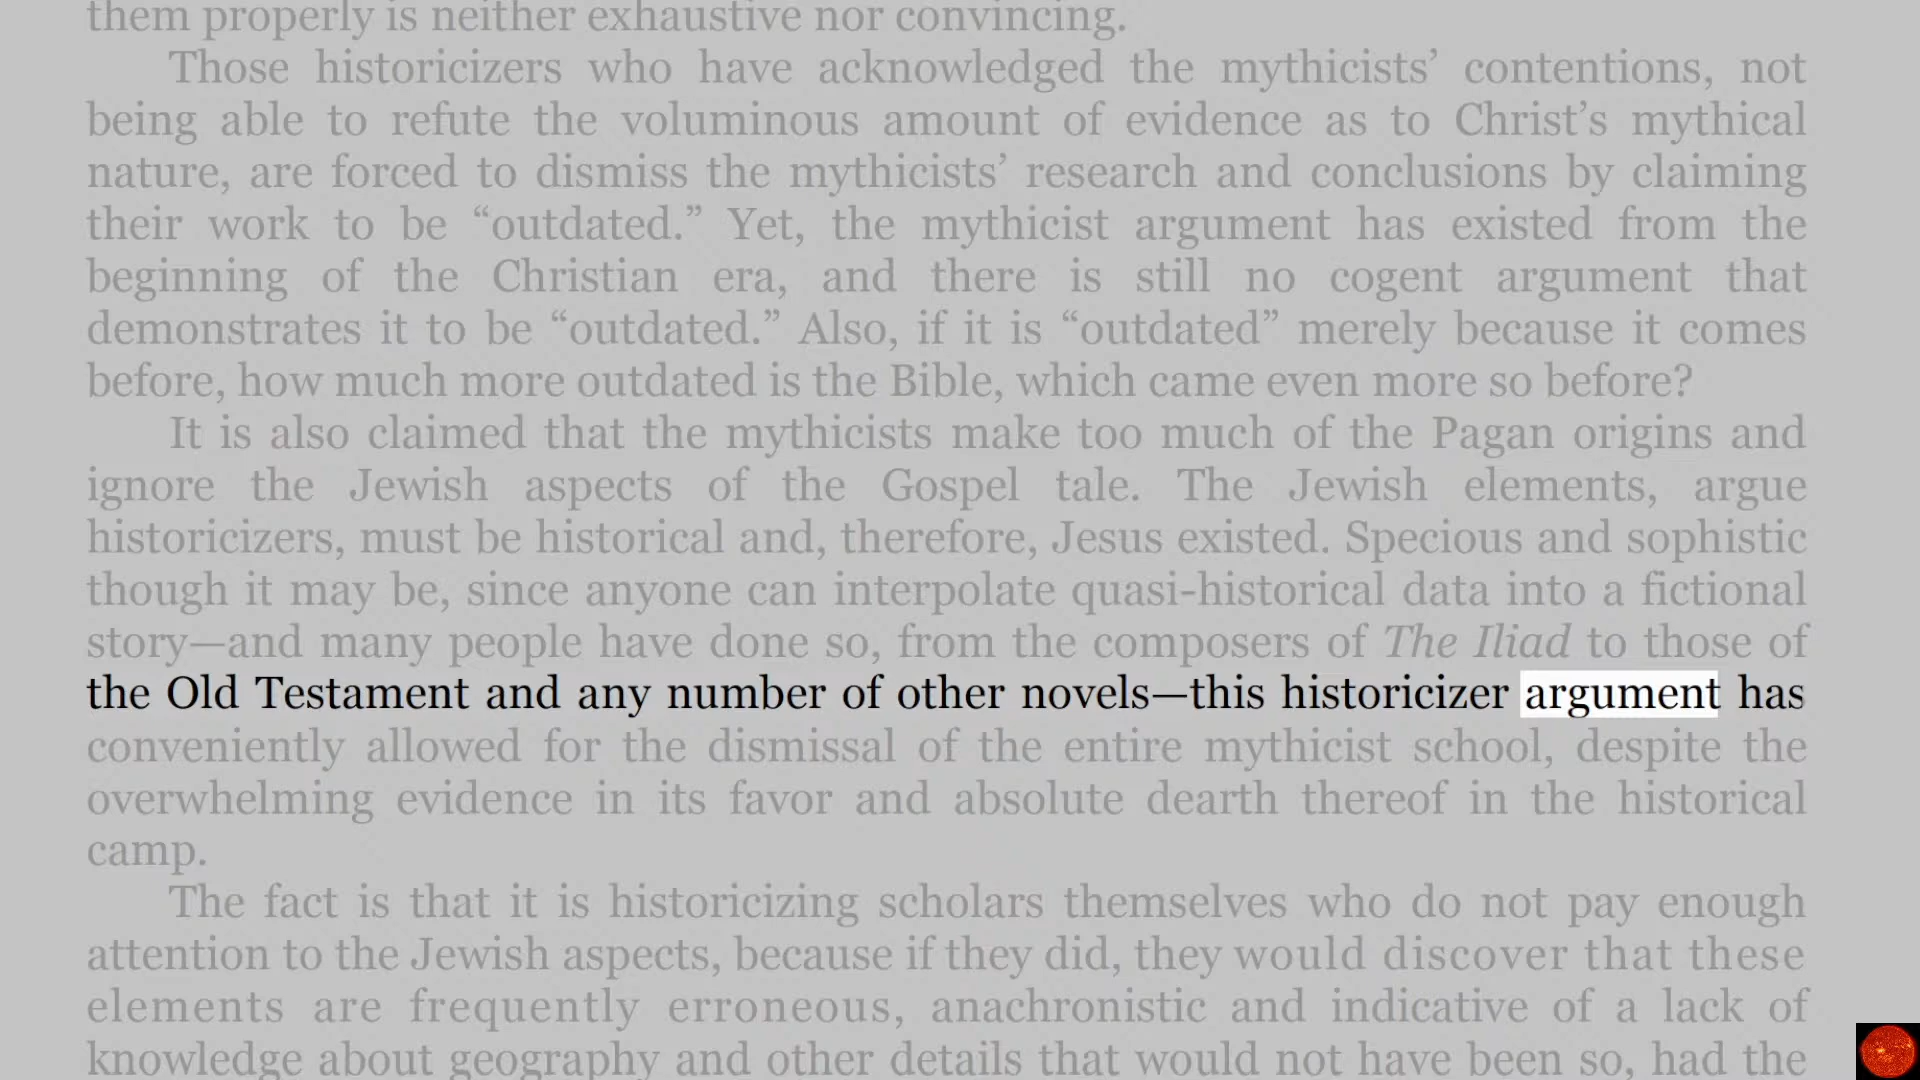 them properly is neither exhaustive nor convincing.
Those historicizers who have acknowledged the mythicists’ contentions, not
being able to refute the voluminous amount of evidence as to Christ’s mythical
nature, are forced to dismiss the mythicists’ research and conclusions by claiming
their work to be “outdated.” Yet, the mythicist argument has existed from the
beginning of the Christian era, and there is still no cogent argument that
demonstrates it to be “outdated.” Also, if it is “outdated” merely because it comes
before, how much more outdated is the Bible, which came even more so before?
It is also claimed that the mythicists make too much of the Pagan origins and
ignore the Jewish aspects of the Gospel tale. The Jewish elements, argue
historicizers, must be historical and, therefore, Jesus existed. Specious and sophistic
though it may be, since anyone can interpolate quasi-historical data into a fictional
story—and many people have done so, from the composers of The Iliad to those of
the Old Testament and any number of other novels—this historicizer argument has
conveniently allowed for the dismissal of the entire mythicist school, despite the
overwhelming evidence in its favor and absolute dearth thereof in the historical
camp.
The fact is that it is historicizing scholars themselves who do not pay enough
attention to the Jewish aspects, because if they did, they would discover that these
elements are frequently erroneous, anachronistic and indicative of a lack of
knowledge about geography and other details that would not have been so, had the